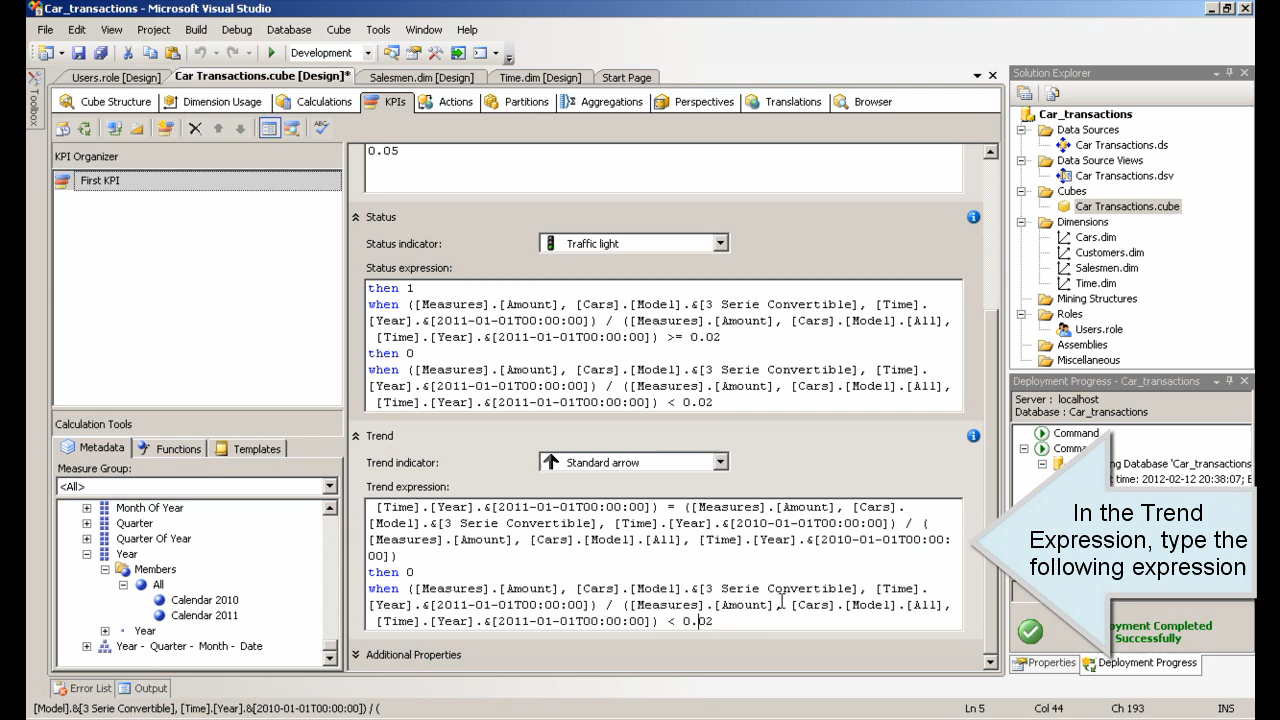 Car_transactions - Microsoft Visual Studio
File Edit View Project Build Debug Database Cube Tools Window Help
Development
Users.role [Design] Car Transactions.cube [Design]* Salesmen.dim [Design] Time.dim [Design] Start Page
Toolbox
Cube Structure Dimension Usage Calculations KPIs Actions Partitions Aggregations Perspectives Translations Browser
KPI Organizer
First KPI
0.05
Status
Status indicator: Traffic light
Status expression:
then 1
when ([Measures].[Amount], [Cars].[Model].&[3 Serie Convertible], [Time].
[Year].&[2011-01-01T00:00:00]) / ([Measures].[Amount], [Cars].[Model].[All],
[Time].[Year].&[2011-01-01T00:00:00]) >= 0.02
then 0
when ([Measures].[Amount], [Cars].[Model].&[3 Serie Convertible], [Time].
[Year].&[2011-01-01T00:00:00]) / ([Measures].[Amount], [Cars].[Model].[All],
[Time].[Year].&[2011-01-01T00:00:00]) < 0.02
Trend
Trend indicator: Standard arrow
Trend expression:
[Time].[Year].&[2011-01-01T00:00:00]) = ([Measures].[Amount], [Cars].
[Model].&[3 Serie Convertible], [Time].[Year].&[2010-01-01T00:00:00]) / (
[Measures].[Amount], [Cars].[Model].[All], [Time].[Year].&[2010-01-01T00:00:
00])
then 0
when ([Measures].[Amount], [Cars].[Model].&[3 Serie Convertible], [Time].
[Year].&[2011-01-01T00:00:00]) / ([Measures].[Amount], [Cars].[Model].[All],
[Time].[Year].&[2011-01-01T00:00:00]) < 0.02
Additional Properties
Calculation Tools
Metadata Functions Templates
Measure Group:
<All>
Month Of Year
Quarter
Quarter Of Year
Year
Members
All
Calendar 2010
Calendar 2011
Year
Year - Quarter - Month - Date
Solution Explorer
Car_transactions
Data Sources
Car Transactions.ds
Data Source Views
Car Transactions.dsv
Cubes
Car Transactions.cube
Dimensions
Cars.dim
Customers.dim
Salesmen.dim
Time.dim
Mining Structures
Roles
Users.role
Assemblies
Miscellaneous
Deployment Progress - Car_transactions
Server : localhost
Database : Car_transactions
Command
Database 'Car_transactions
time: 2012-02-12 20:38:07; E
In the Trend
Expression, type the
following expression
Completed
Successfully
Properties Deployment Progress
Error List Output
[Model].&[3 Serie Convertible], [Time].[Year].&[2010-01-01T00:00:00]) / ( Ln 5 Col 44 Ch 193 INS